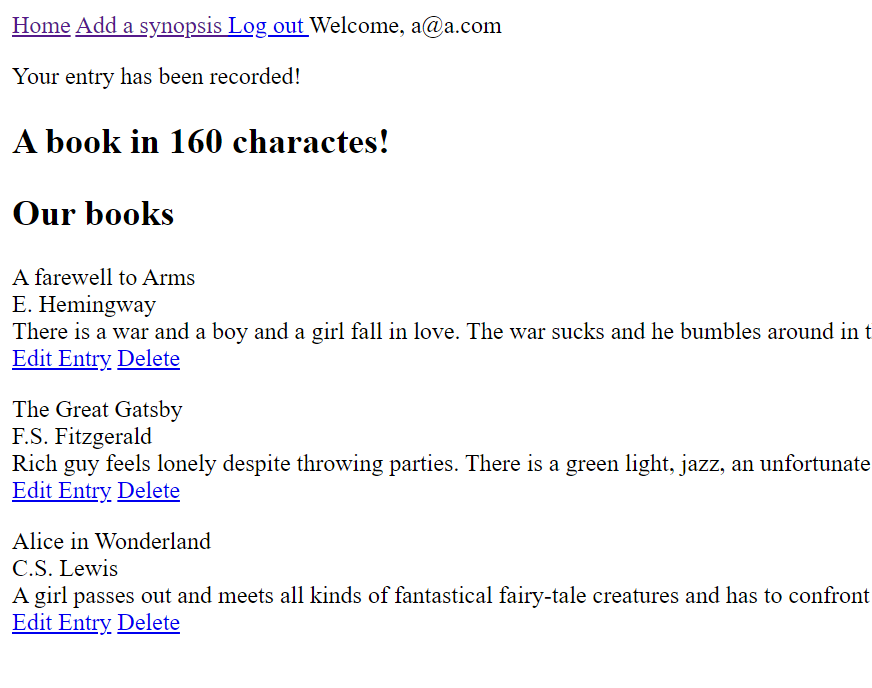 Home Add a synopsis Log out Welcome, a@a.com
Your entry has been recorded!
A book in 160 charactes!
Our books
A farewell to Arms
E. Hemingway
There is a war and a boy and a girl fall in love. The war sucks and he bumbles around in t
Edit Entry Delete
The Great Gatsby
F.S. Fitzgerald
Rich guy feels lonely despite throwing parties. There is a green light, jazz, an unfortunate
Edit Entry Delete
Alice in Wonderland
C.S. Lewis
A girl passes out and meets all kinds of fantastical fairy-tale creatures and has to confront
Edit Entry Delete